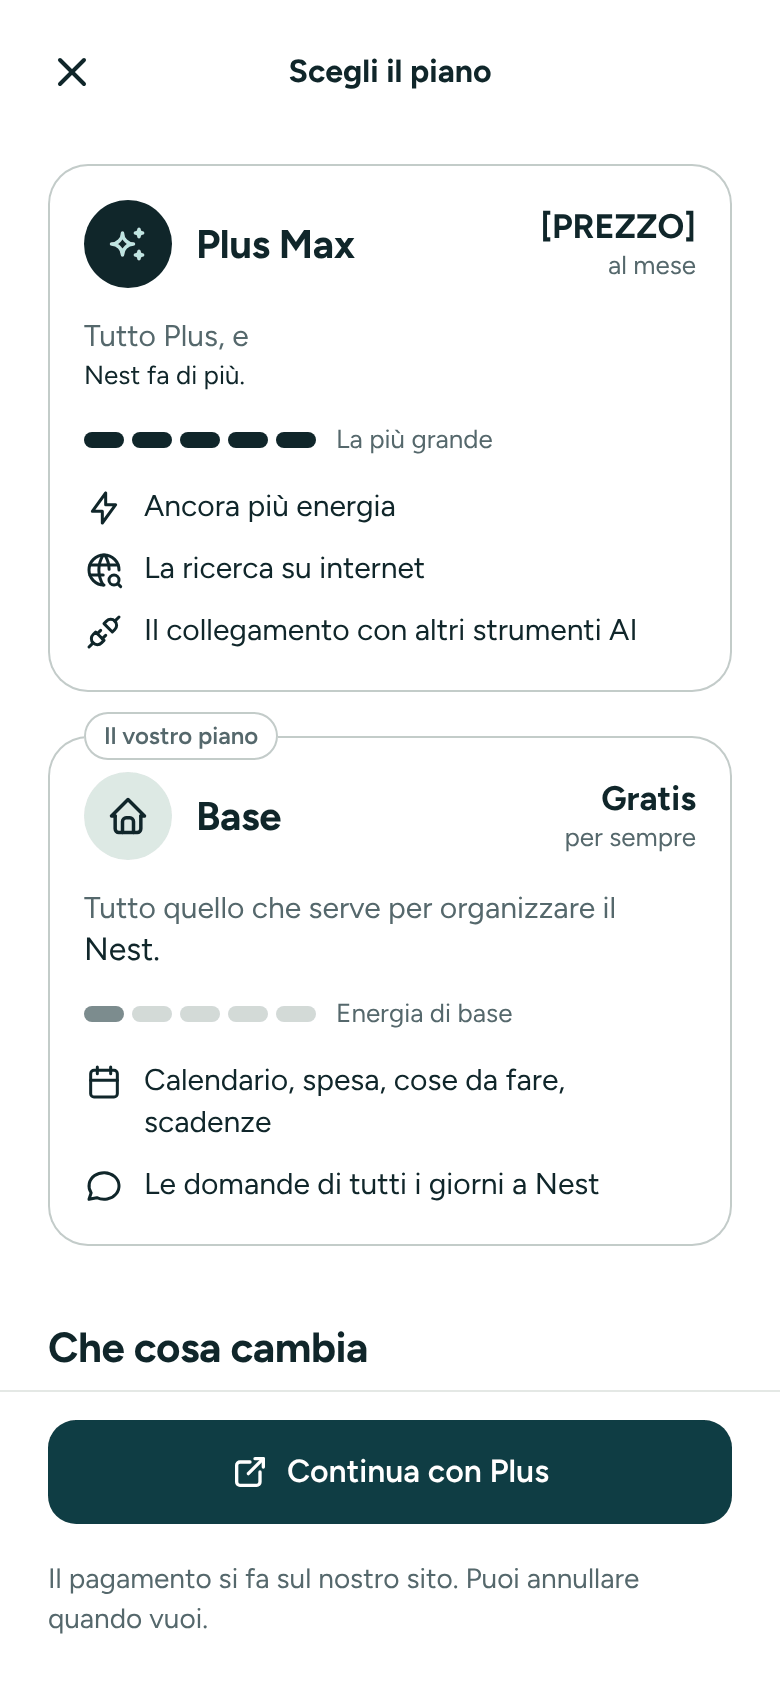 Scegli il piano
Plus Max
[PREZZO]
al mese
Tutto Plus, e
Nest fa di più.
La più grande
Ancora più energia
La ricerca su internet
Il collegamento con altri strumenti AI
Il vostro piano
Base
Gratis
per sempre
Tutto quello che serve per organizzare il
Nest.
Energia di base
Calendario, spesa, cose da fare,
scadenze
Le domande di tutti i giorni a Nest
Che cosa cambia
Continua con Plus
Il pagamento si fa sul nostro sito. Puoi annullare
quando vuoi.